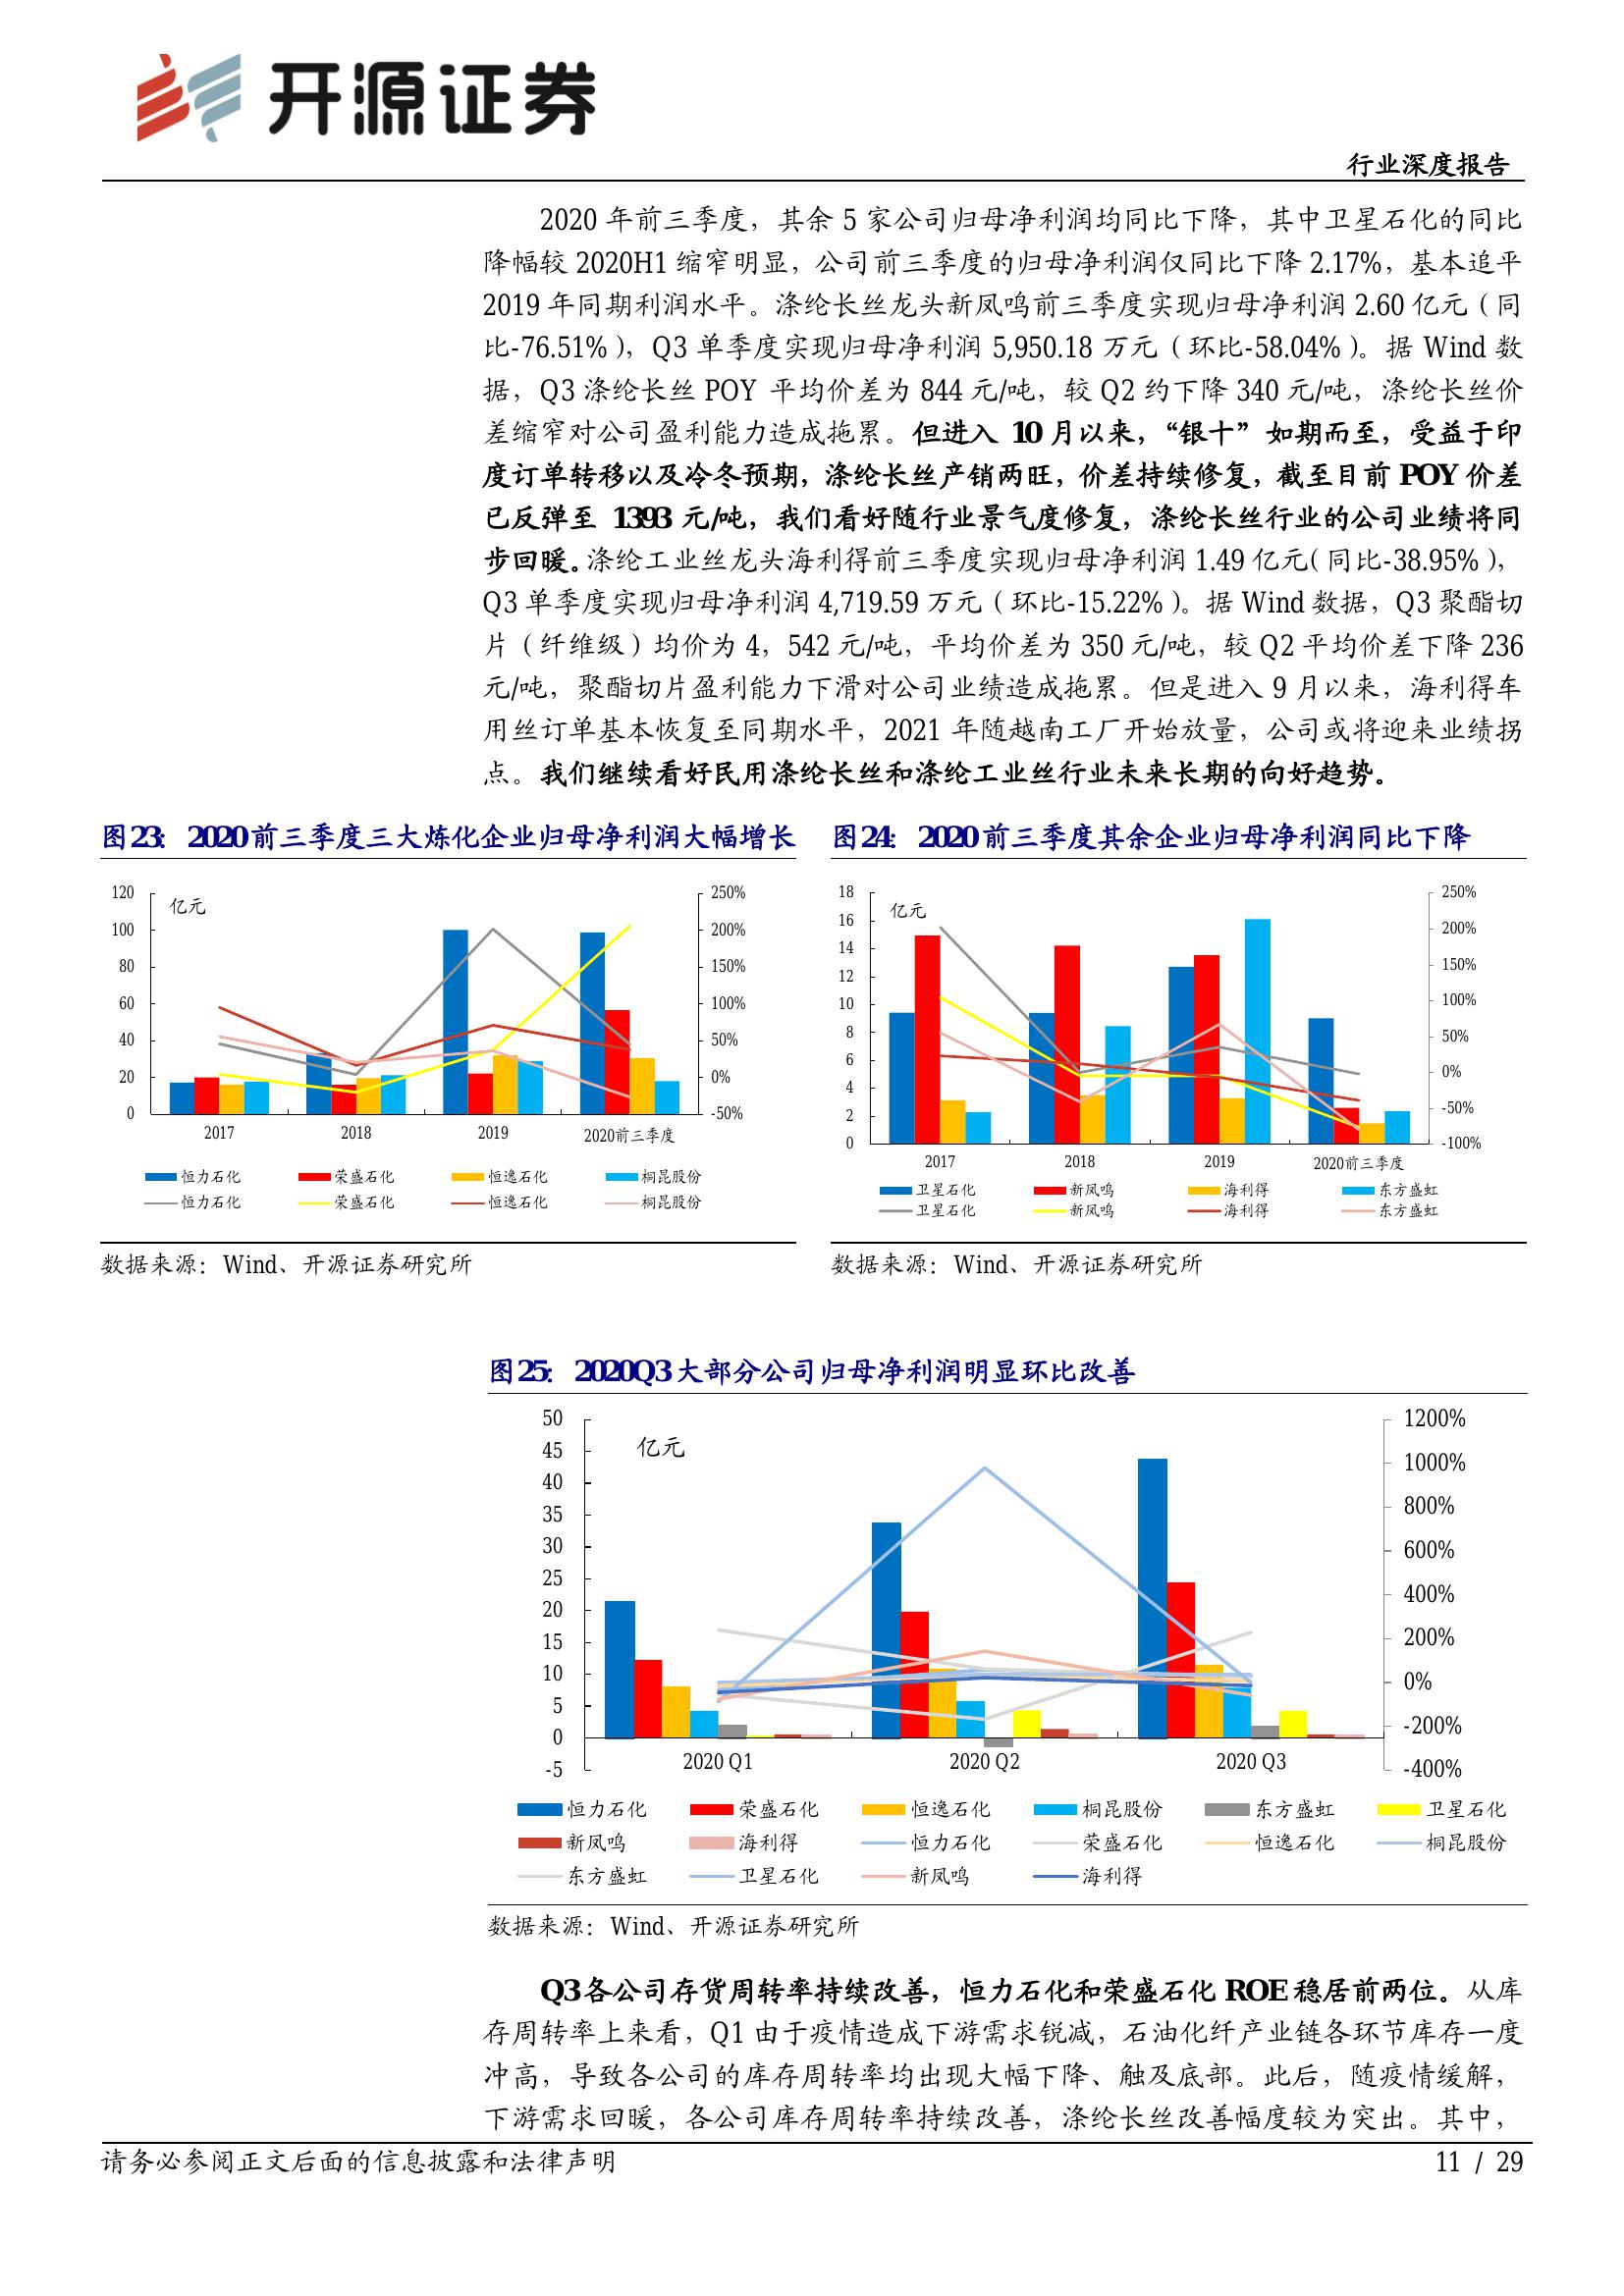 开源证券
行业深度报告
2020 年前三季度，其余 5 家公司归母净利润均同比下降，其中卫星石化的同比
降幅较 2020H1 缩窄明显，公司前三季度的归母净利润仅同比下降 2.17%，基本追平
2019 年同期利润水平。涤纶长丝龙头新凤鸣前三季度实现归母净利润 2.60 亿元（同
比-76.51%），Q3 单季度实现归母净利润 5,950.18 万元（环比-58.04%）。据 Wind 数
据，Q3 涤纶长丝 POY 平均价差为 844 元/吨，较 Q2 约下降 340 元/吨，涤纶长丝价
差缩窄对公司盈利能力造成拖累。但进入 10 月以来，“银十”如期而至，受益于印
度订单转移以及冷冬预期，涤纶长丝产销两旺，价差持续修复，截至目前 POY 价差
已反弹至 1393 元/吨，我们看好随行业景气度修复，涤纶长丝行业的公司业绩将同
步回暖。涤纶工业丝龙头海利得前三季度实现归母净利润 1.49 亿元(同比-38.95%)，
Q3 单季度实现归母净利润 4,719.59 万元（环比-15.22%）。据 Wind 数据，Q3 聚酯切
片（纤维级）均价为 4，542 元/吨，平均价差为 350 元/吨，较 Q2 平均价差下降 236
元/吨，聚酯切片盈利能力下滑对公司业绩造成拖累。但是进入 9 月以来，海利得车
用丝订单基本恢复至同期水平，2021 年随越南工厂开始放量，公司或将迎来业绩拐
点。我们继续看好民用涤纶长丝和涤纶工业丝行业未来长期的向好趋势。
图23：2020前三季度三大炼化企业归母净利润大幅增长
亿元
120
100
80
60
40
20
0
250%
200%
150%
100%
50%
0%
-50%
2017 2018 2019 2020前三季度
恒力石化 荣盛石化 恒逸石化 桐昆股份
恒力石化 荣盛石化 恒逸石化 桐昆股份
数据来源：Wind、开源证券研究所
图24：2020前三季度其余企业归母净利润同比下降
亿元
18
16
14
12
10
8
6
4
2
0
250%
200%
150%
100%
50%
0%
-50%
-100%
2017 2018 2019 2020前三季度
卫星石化 新凤鸣 海利得 东方盛虹
卫星石化 新凤鸣 海利得 东方盛虹
数据来源：Wind、开源证券研究所
图25：2020Q3大部分公司归母净利润明显环比改善
亿元
50
45
40
35
30
25
20
15
10
5
0
-5
1200%
1000%
800%
600%
400%
200%
0%
-200%
-400%
2020 Q1 2020 Q2 2020 Q3
恒力石化 荣盛石化 恒逸石化 桐昆股份 东方盛虹 卫星石化
新凤鸣 海利得 恒力石化 荣盛石化 恒逸石化 桐昆股份
东方盛虹 卫星石化 新凤鸣 海利得
数据来源：Wind、开源证券研究所
Q3各公司存货周转率持续改善，恒力石化和荣盛石化 ROE 稳居前两位。从库
存周转率上来看，Q1 由于疫情造成下游需求锐减，石油化纤产业链各环节库存一度
冲高，导致各公司的库存周转率均出现大幅下降、触及底部。此后，随疫情缓解，
下游需求回暖，各公司库存周转率持续改善，涤纶长丝改善幅度较为突出。其中，
请务必参阅正文后面的信息披露和法律声明
11 / 29